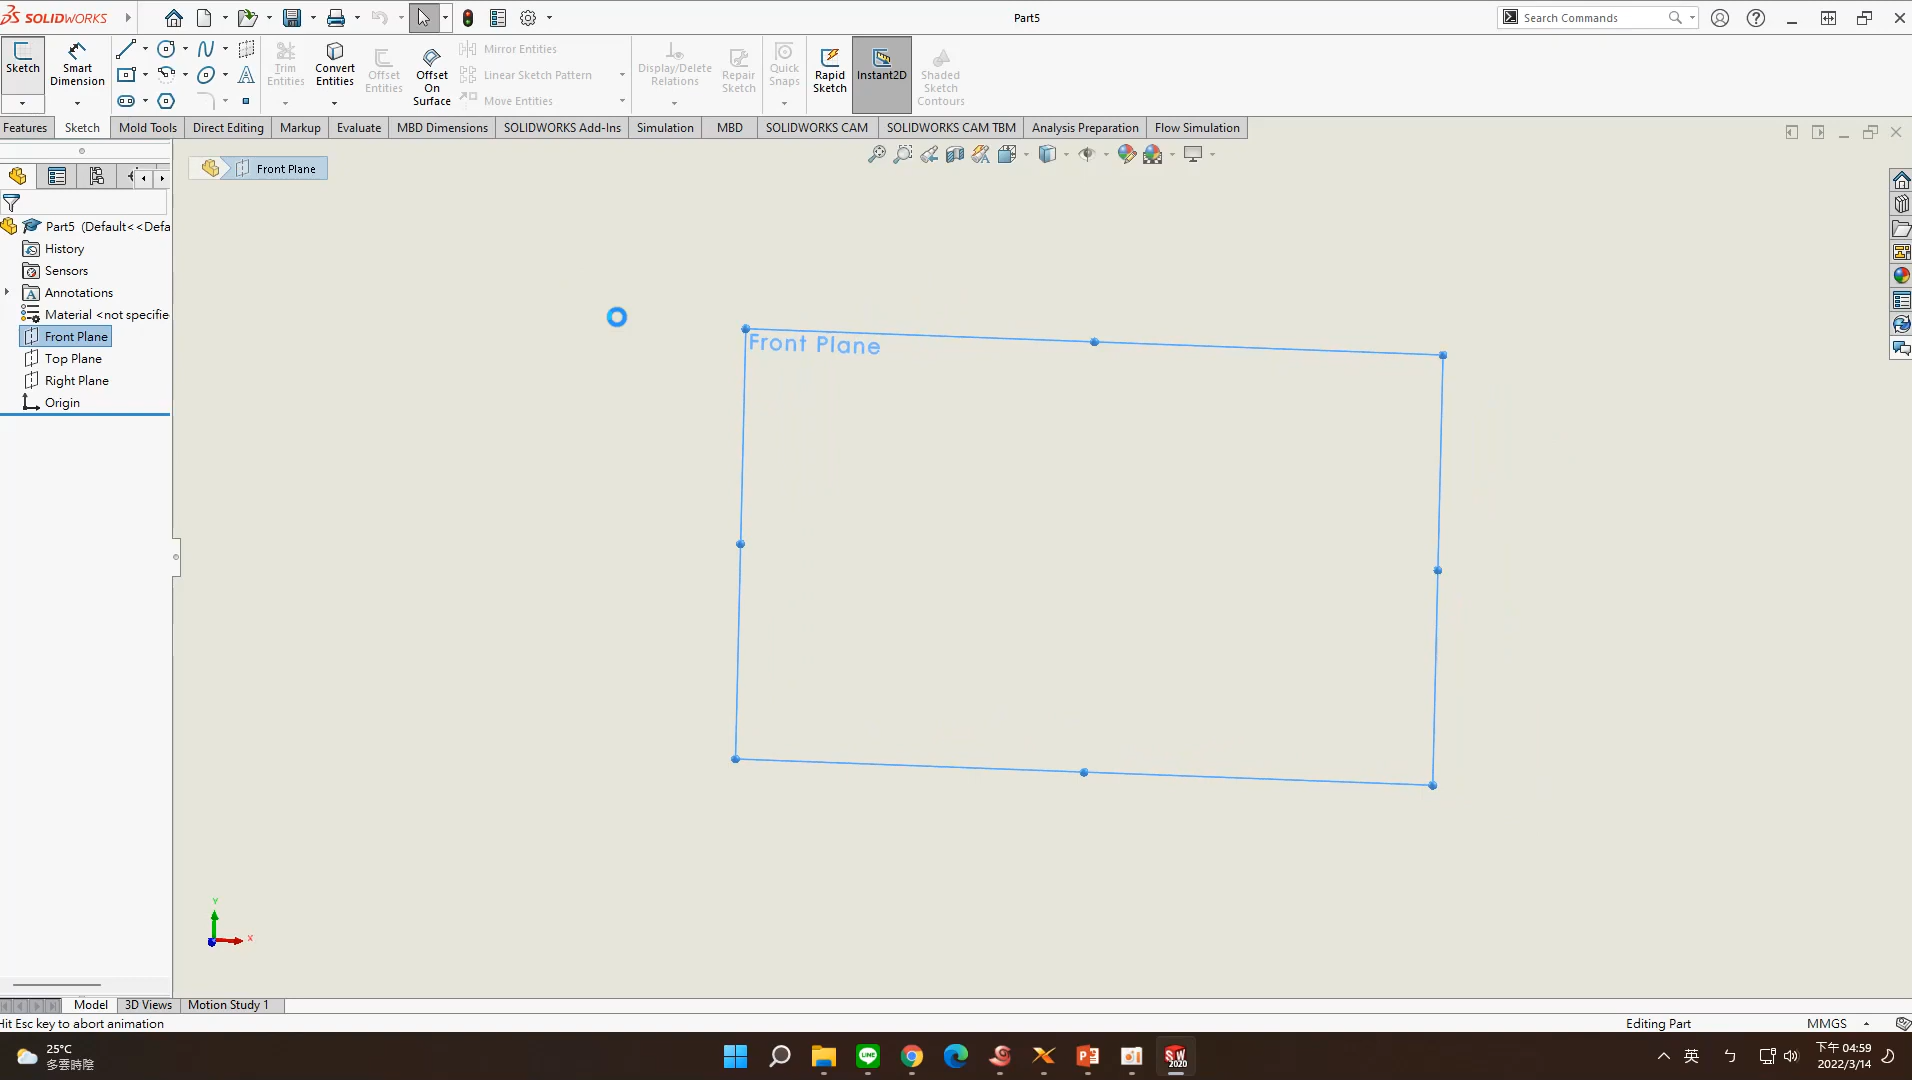 SOLIDWORKS
Part5
Search Commands
Sketch
Smart Dimension
Trim Entities
Convert Entities
Offset Entities
Offset On Surface
Mirror Entities
Linear Sketch Pattern
Move Entities
Display/Delete Relations
Repair Sketch
Quick Snaps
Rapid Sketch
Instant2D
Shaded Sketch Contours
Features
Sketch
Mold Tools
Direct Editing
Markup
Evaluate
MBD Dimensions
SOLIDWORKS Add-Ins
Simulation
MBD
SOLIDWORKS CAM
SOLIDWORKS CAM TBM
Analysis Preparation
Flow Simulation
Front Plane
Part5 (Default<<Defa
History
Sensors
Annotations
Material <not specifie
Front Plane
Top Plane
Right Plane
Origin
Front Plane
Y
X
Model
3D Views
Motion Study 1
Hit Esc key to abort animation
Editing Part
MMGS
25°C
多雲時陰
LINE
SW
2020
英
ㄅ
下午 04:59
2022/3/14